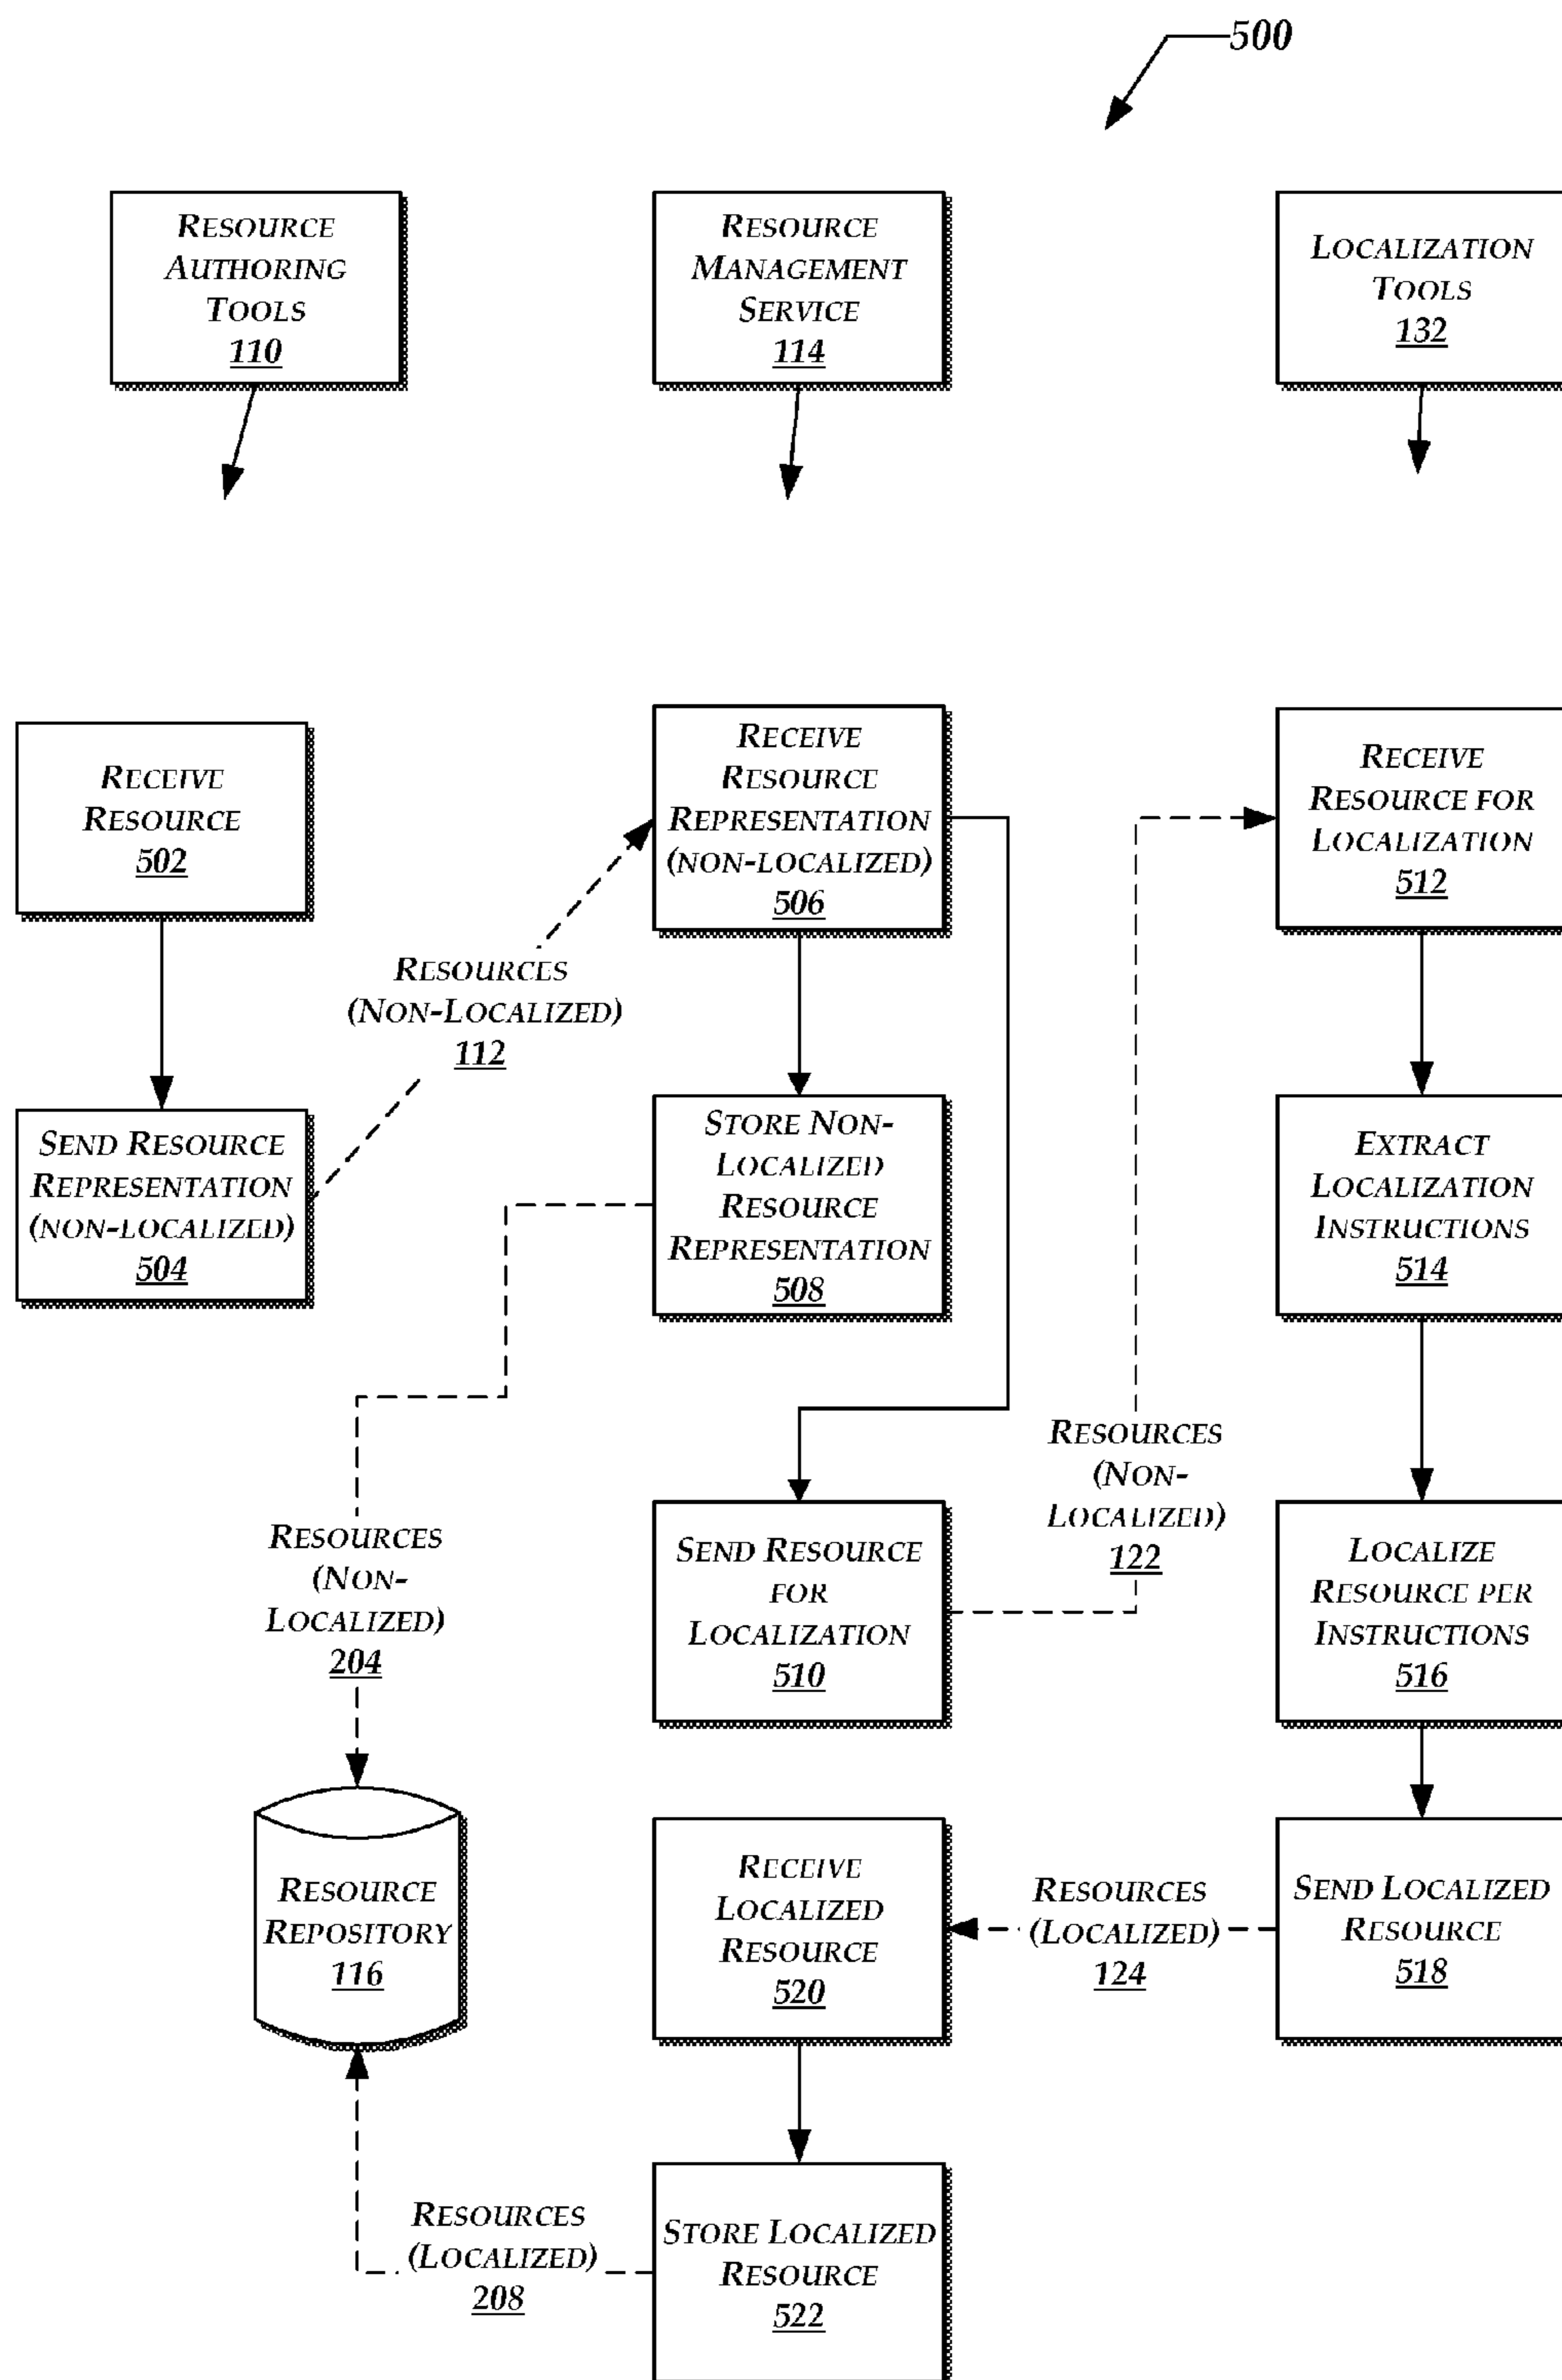 500
RESOURCE
AUTHORING
TOOLS
110
RESOURCE
MANAGEMENT
SERVICE
114
LOCALIZATION
TOOLS
132
RECEIVE
RESOURCE
502
SEND RESOURCE
REPRESENTATION
(NON-LOCALIZED)
504
RESOURCES
(NON-LOCALIZED)
112
RECEIVE
RESOURCE
REPRESENTATION
(NON-LOCALIZED)
506
STORE NON-
LOCALIZED
RESOURCE
REPRESENTATION
508
RESOURCES
(NON-
LOCALIZED)
204
SEND RESOURCE
FOR
LOCALIZATION
510
RESOURCES
(NON-
LOCALIZED)
122
RECEIVE
RESOURCE FOR
LOCALIZATION
512
EXTRACT
LOCALIZATION
INSTRUCTIONS
514
LOCALIZE
RESOURCE PER
INSTRUCTIONS
516
SEND LOCALIZED
RESOURCE
518
RESOURCES
(LOCALIZED)
124
RECEIVE
LOCALIZED
RESOURCE
520
STORE LOCALIZED
RESOURCE
522
RESOURCES
(LOCALIZED)
208
RESOURCE
REPOSITORY
116